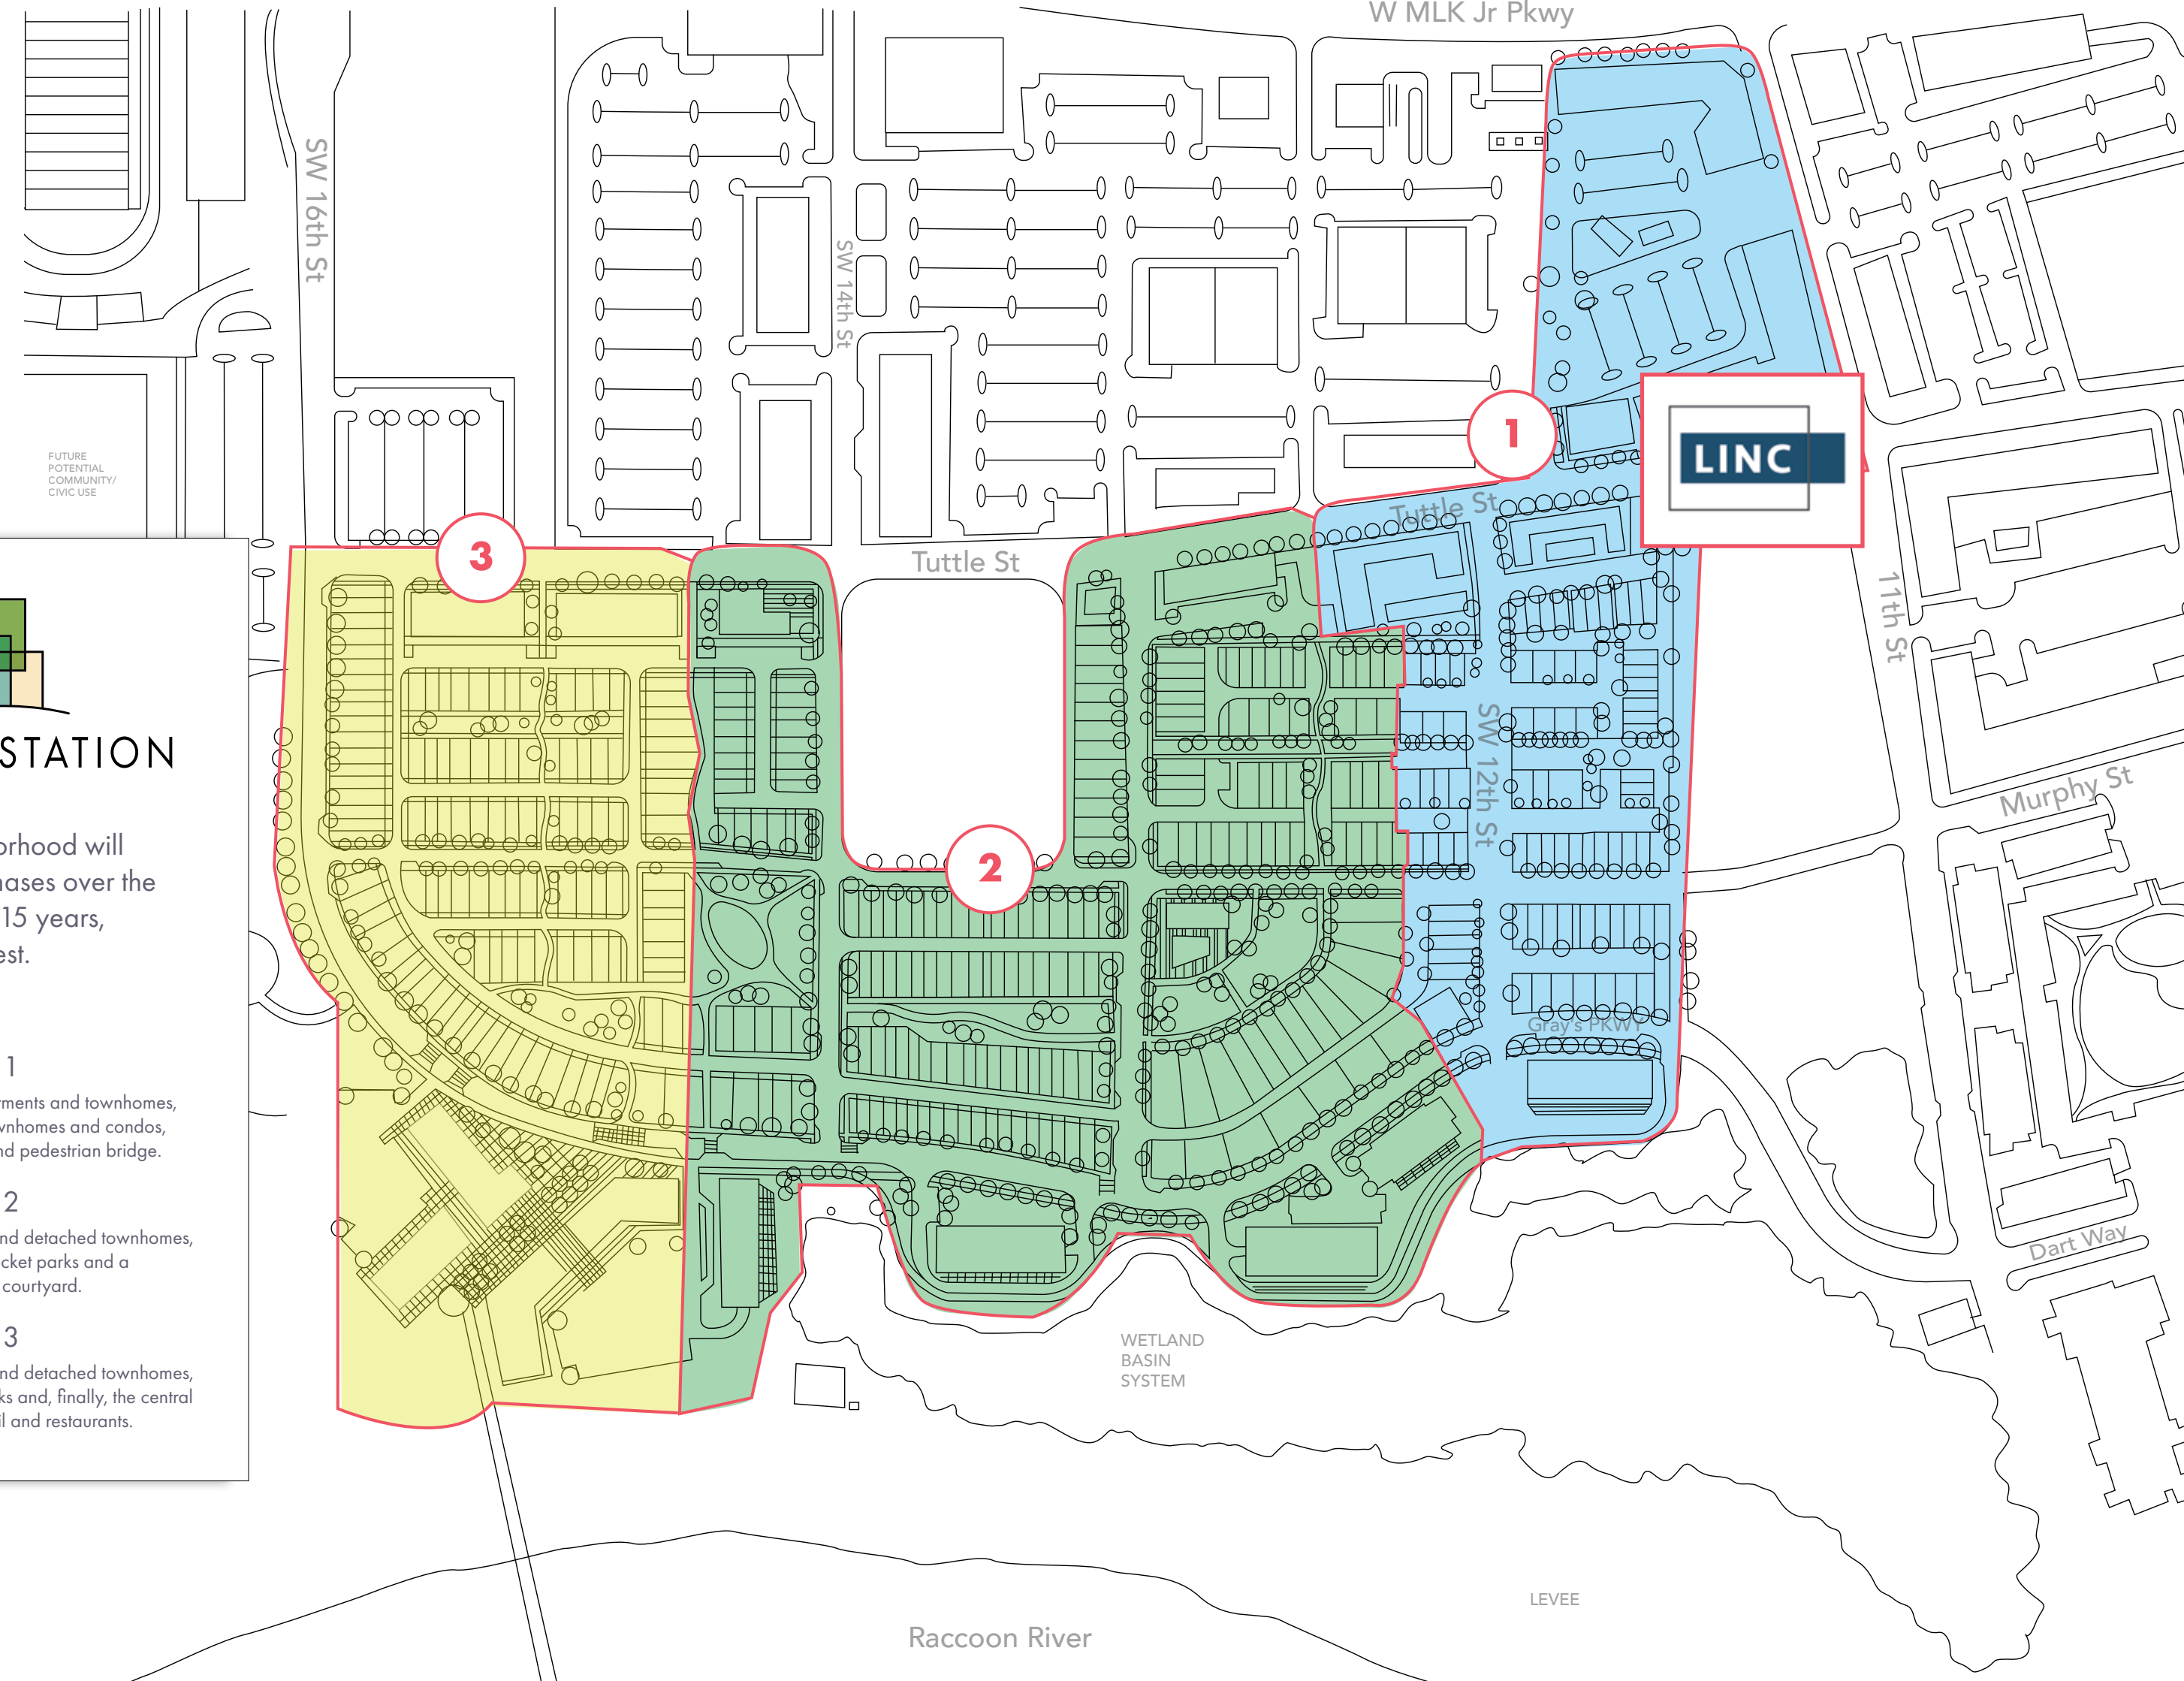 W MLK Jr Pkwy
SW 16th St
SW 14th St
FUTURE
POTENTIAL
COMMUNITY/
CIVIC USE
1
LINC
Tuttle St
3
Tuttle St
11th St
STATION
SW 12th St
Murphy St
orhood will
hases over the
15 years,
est.
2
Gray's PKWY
1
tments and townhomes,
wnhomes and condos,
nd pedestrian bridge.
2
nd detached townhomes,
cket parks and a
courtyard.
Dart Way
3
nd detached townhomes,
ks and, finally, the central
il and restaurants.
WETLAND
BASIN
SYSTEM
LEVEE
Raccoon River